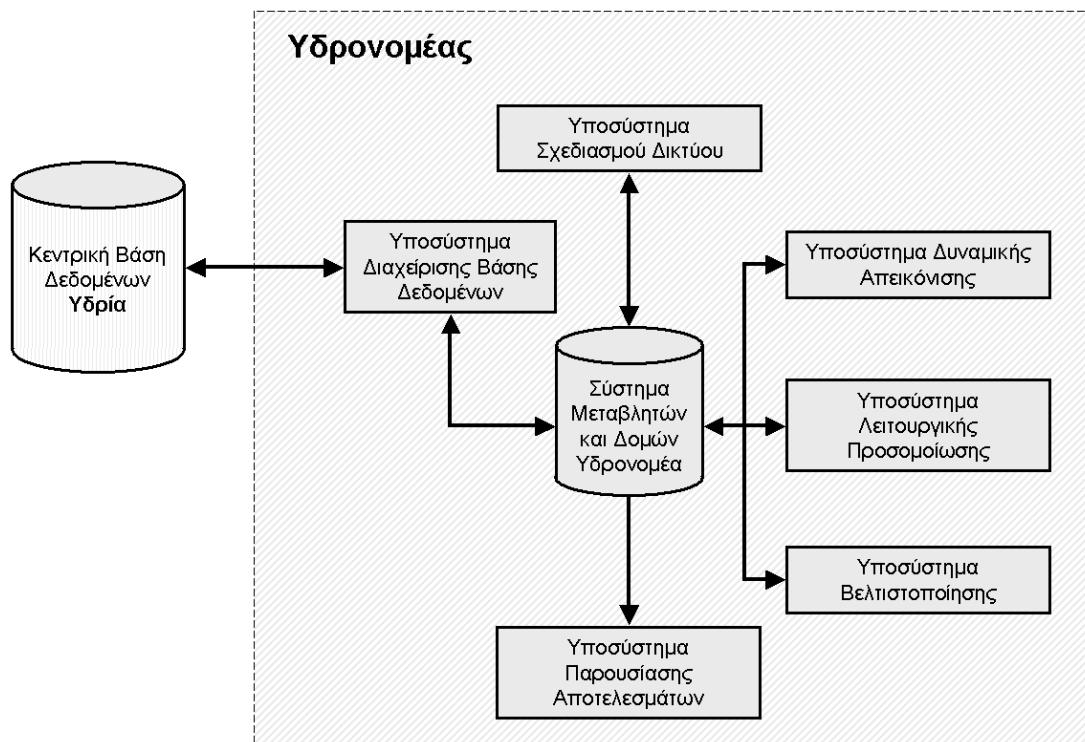 Υδρονομέας
Υποσύστημα
Σχεδιασμού Δικτύου
Κεντρική Βάση
Δεδομένων
Υδρία
Υποσύστημα
Διαχείρισης Βάσης
Δεδομένων
Υποσύστημα Δυναμικής
Απεικόνισης
Σύστημα
Μεταβλητών
και Δομών
Υδρονομέα
Υποσύστημα
Λειτουργικής
Προσομοίωσης
Υποσύστημα
Βελτιστοποίησης
Υποσύστημα
Παρουσίασης
Αποτελεσμάτων